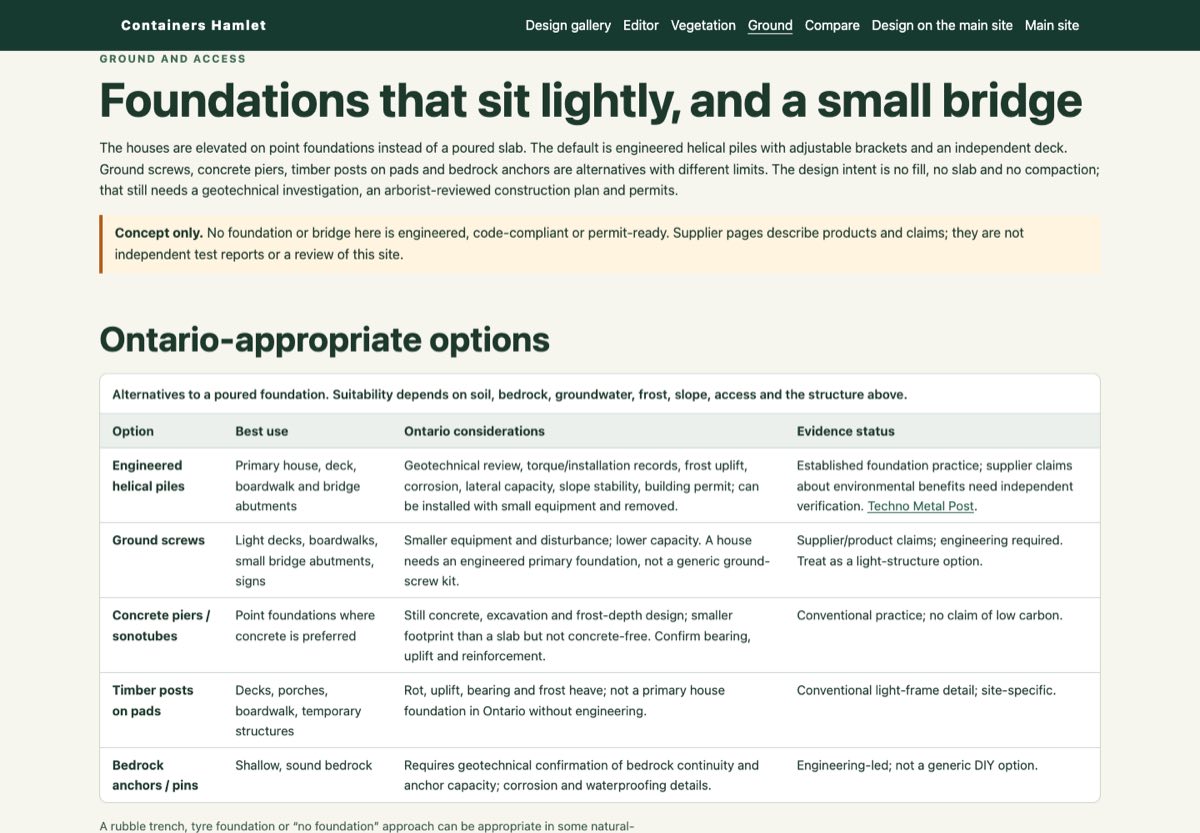 Containers Hamlet
Design gallery Editor Vegetation Ground Compare Design on the main site Main site
GROUND AND ACCESS
Foundations that sit lightly, and a small bridge
The houses are elevated on point foundations instead of a poured slab. The default is engineered helical piles with adjustable brackets and an independent deck.
Ground screws, concrete piers, timber posts on pads and bedrock anchors are alternatives with different limits. The design intent is no fill, no slab and no compaction;
that still needs a geotechnical investigation, an arborist-reviewed construction plan and permits.
Concept only. No foundation or bridge here is engineered, code-compliant or permit-ready. Supplier pages describe products and claims; they are not
independent test reports or a review of this site.
Ontario-appropriate options
Alternatives to a poured foundation. Suitability depends on soil, bedrock, groundwater, frost, slope, access and the structure above.
Option Best use Ontario considerations Evidence status
Engineered
helical piles
Primary house, deck,
boardwalk and bridge
abutments
Geotechnical review, torque/installation records, frost uplift,
corrosion, lateral capacity, slope stability, building permit; can
be installed with small equipment and removed.
Established foundation practice; supplier claims
about environmental benefits need independent
verification. Techno Metal Post.
Ground screws
Light decks, boardwalks,
small bridge abutments,
signs
Smaller equipment and disturbance; lower capacity. A house
needs an engineered primary foundation, not a generic ground-
screw kit.
Supplier/product claims; engineering required.
Treat as a light-structure option.
Concrete piers /
sonotubes
Point foundations where
concrete is preferred
Still concrete, excavation and frost-depth design; smaller
footprint than a slab but not concrete-free. Confirm bearing,
uplift and reinforcement.
Conventional practice; no claim of low carbon.
Timber posts
on pads
Decks, porches,
boardwalk, temporary
structures
Rot, uplift, bearing and frost heave; not a primary house
foundation in Ontario without engineering.
Conventional light-frame detail; site-specific.
Bedrock
anchors / pins
Shallow, sound bedrock
Requires geotechnical confirmation of bedrock continuity and
anchor capacity; corrosion and waterproofing details.
Engineering-led; not a generic DIY option.
A rubble trench, tyre foundation or “no foundation” approach can be appropriate in some natural-